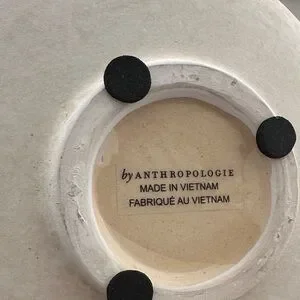 by ANTHROPOLOGIE
MADE IN VIETNAM
FABRIQUÉ AU VIETNAM